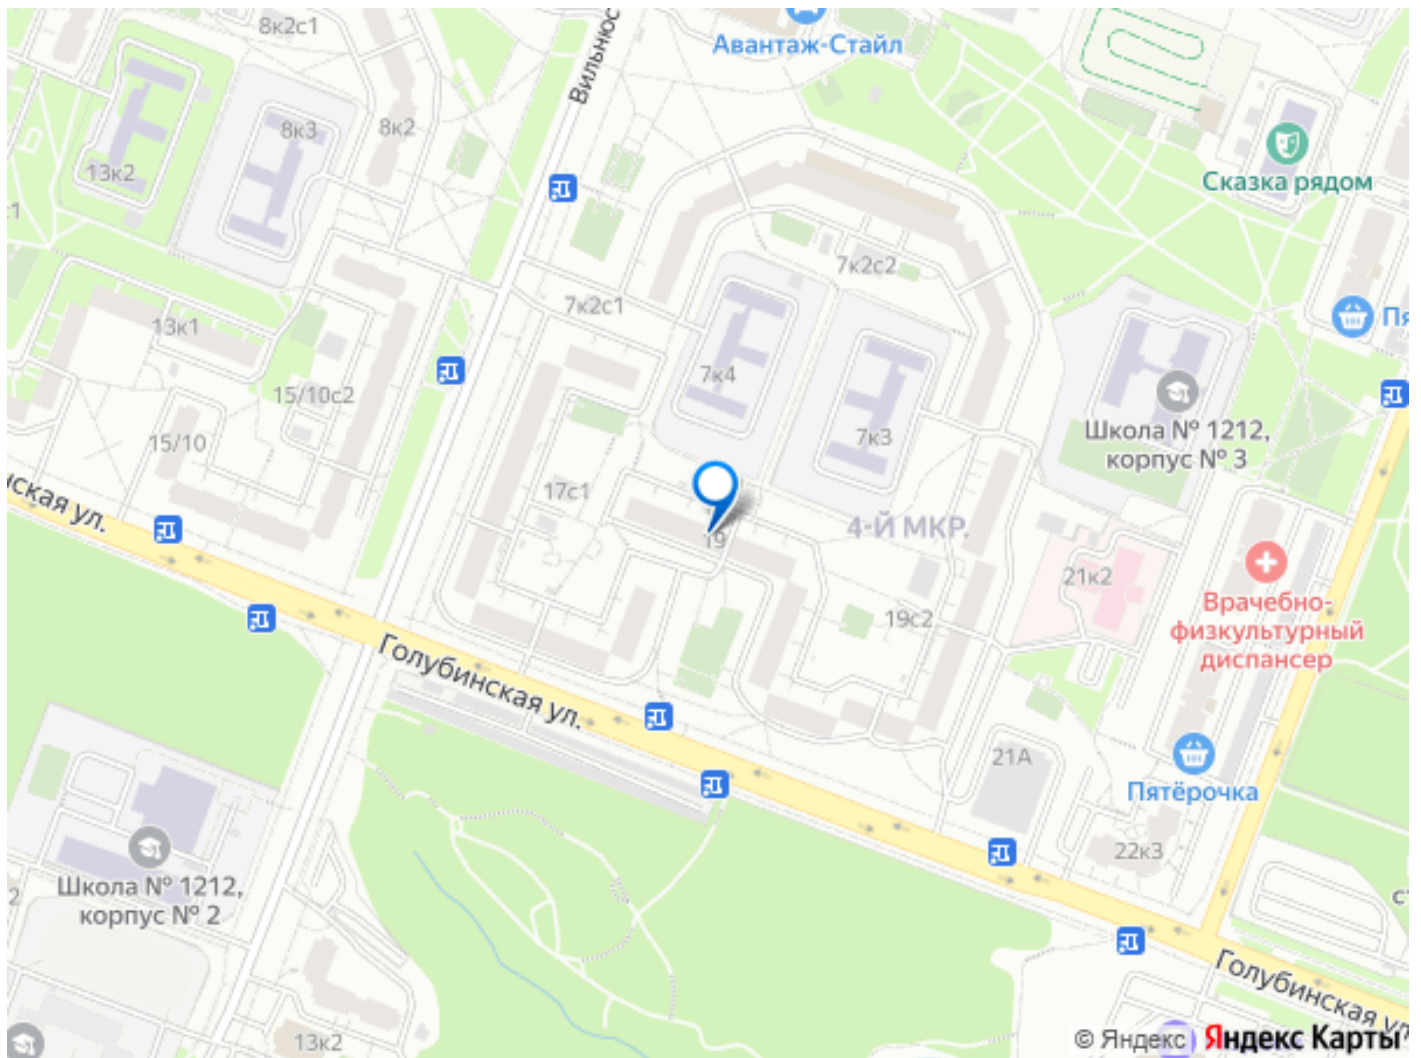 8к2с1
Авантаж-Стайл
Вильнюс
8к3
8к2
13к2
Сказка рядом
7к2с2
7к2с1
13к1
7к4
15/10с2
7к3
15/10
Школа № 1212,
корпус № 3
17с1
19
4-Й МКР.
21к2
Врачебно-
физкультурный
диспансер
19с2
Голубинская ул.
21А
Пятёрочка
22к3
Школа № 1212,
корпус № 2
Голубинская ул
13к2
© Яндекс Яндекс Карты